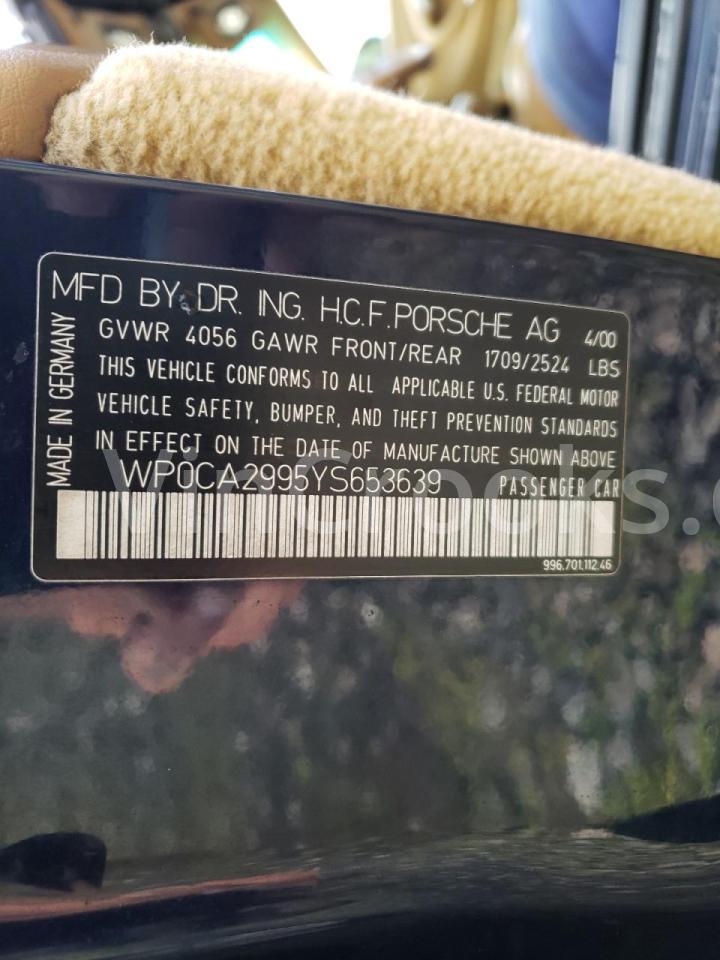 MFD BY DR. ING. H.C.F. PORSCHE AG 4/00
GVWR 4056 GAWR FRONT/REAR 1709/2524 LBS
THIS VEHICLE CONFORMS TO ALL APPLICABLE U.S. FEDERAL MOTOR
VEHICLE SAFETY, BUMPER, AND THEFT PREVENTION STANDARDS
IN EFFECT ON THE DATE OF MANUFACTURE SHOWN ABOVE
WP0CA2995YS653639 PASSENGER CAR
996.701.112.46
MADE IN GERMANY
VinCrooks.